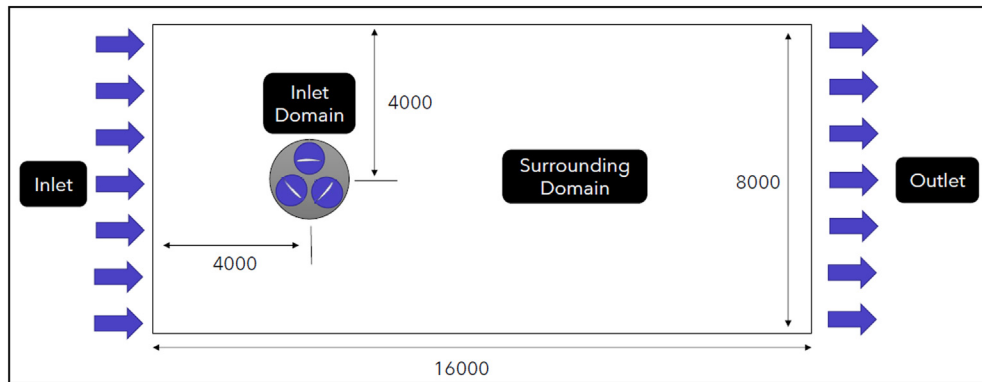 Inlet
Domain
4000
Inlet
Surrounding
Domain
8000
Outlet
4000
16000